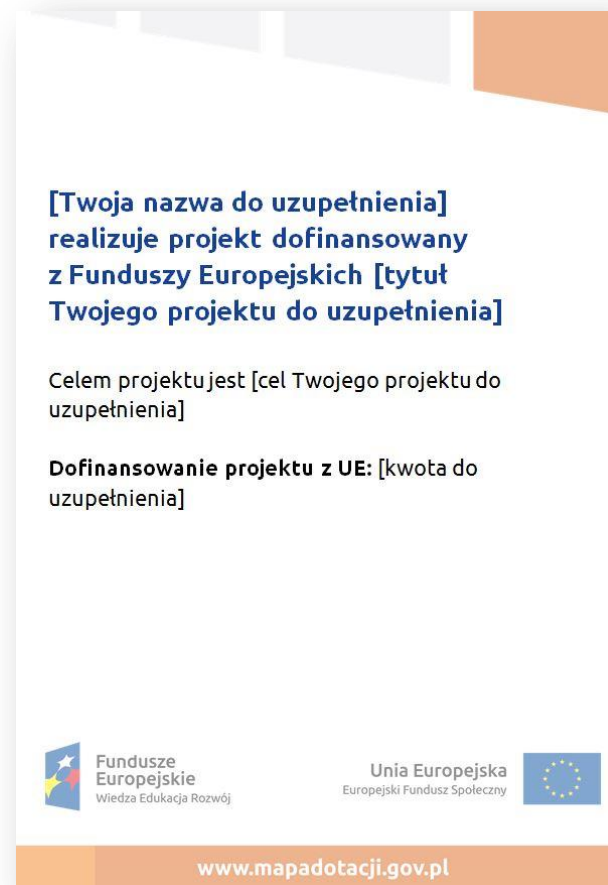 [Twoja nazwa do uzupełnienia]
realizuje projekt dofinansowany
z Funduszy Europejskich [tytuł
Twojego projektu do uzupełnienia]
Celem projektu jest [cel Twojego projektu do
uzupełnienia]
Dofinansowanie projektu z UE: [kwota do
uzupełnienia]
Fundusze
Europejskie
Wiedza Edukacja Rozwój
Unia Europejska
Europejski Fundusz Społeczny
www.mapadotacji.gov.pl